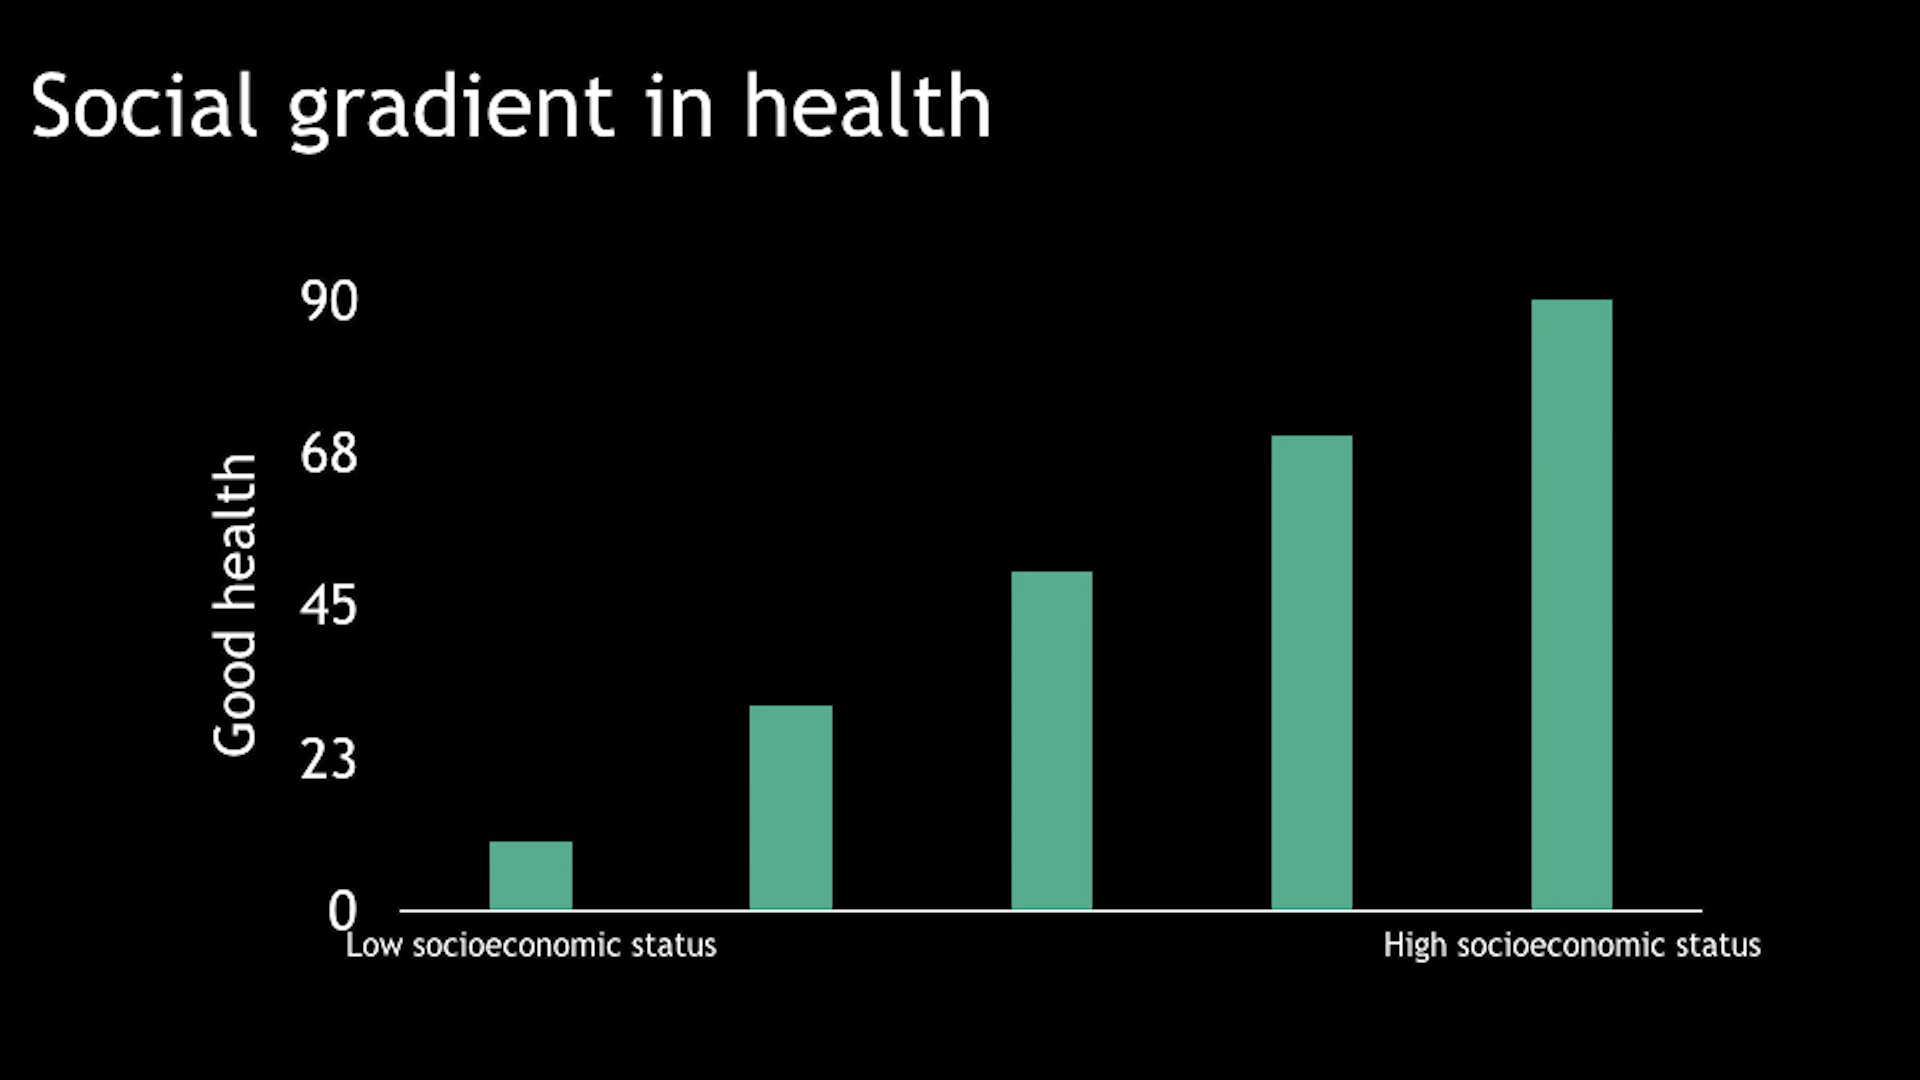 Social gradient in health
90
68
45
23
0
Good health
Low socioeconomic status
High socioeconomic status